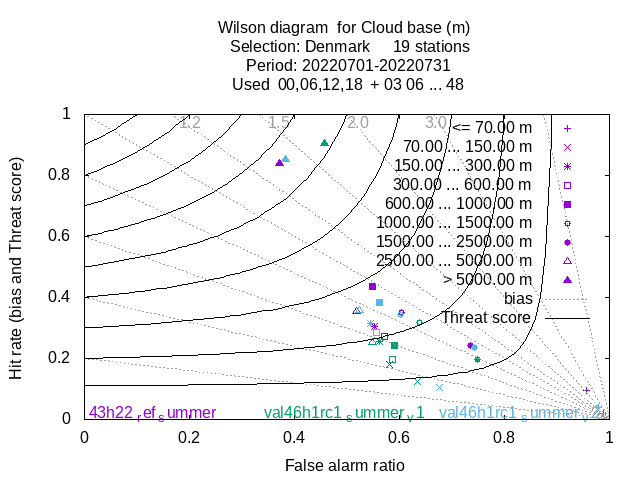 Wilson diagram  for Cloud base (m)
Selection: Denmark     19 stations
Period: 20220701-20220731
Used  00,06,12,18  + 03 06 ... 48
Hit rate (bias and Threat score)
1
0.8
0.6
0.4
0.2
0
1.2
1.5
2.0
3.0
<= 70.00 m
70.00 ... 150.00 m
150.00 ... 300.00 m
300.00 ... 600.00 m
600.00 ... 1000.00 m
1000.00 ... 1500.00 m
1500.00 ... 2500.00 m
2500.00 ... 5000.00 m
> 5000.00 m
bias
Threat score
43h22_ref_summer
val46h1rc1_summer_v1
val46h1rc1_summer_v2
0
0.2
0.4
0.6
0.8
1
False alarm ratio